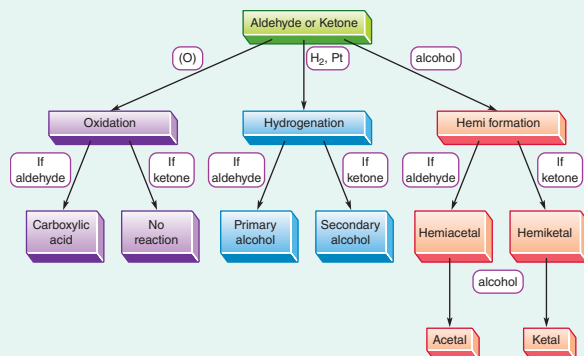 Aldehyde or Ketone
(O)
H₂, Pt
alcohol
Oxidation
Hydrogenation
Hemi formation
If
aldehyde
If
ketone
If
aldehyde
If
ketone
If
aldehyde
If
ketone
Carboxylic
acid
No
reaction
Primary
alcohol
Secondary
alcohol
Hemiacetal
Hemiketal
alcohol
Acetal
Ketal